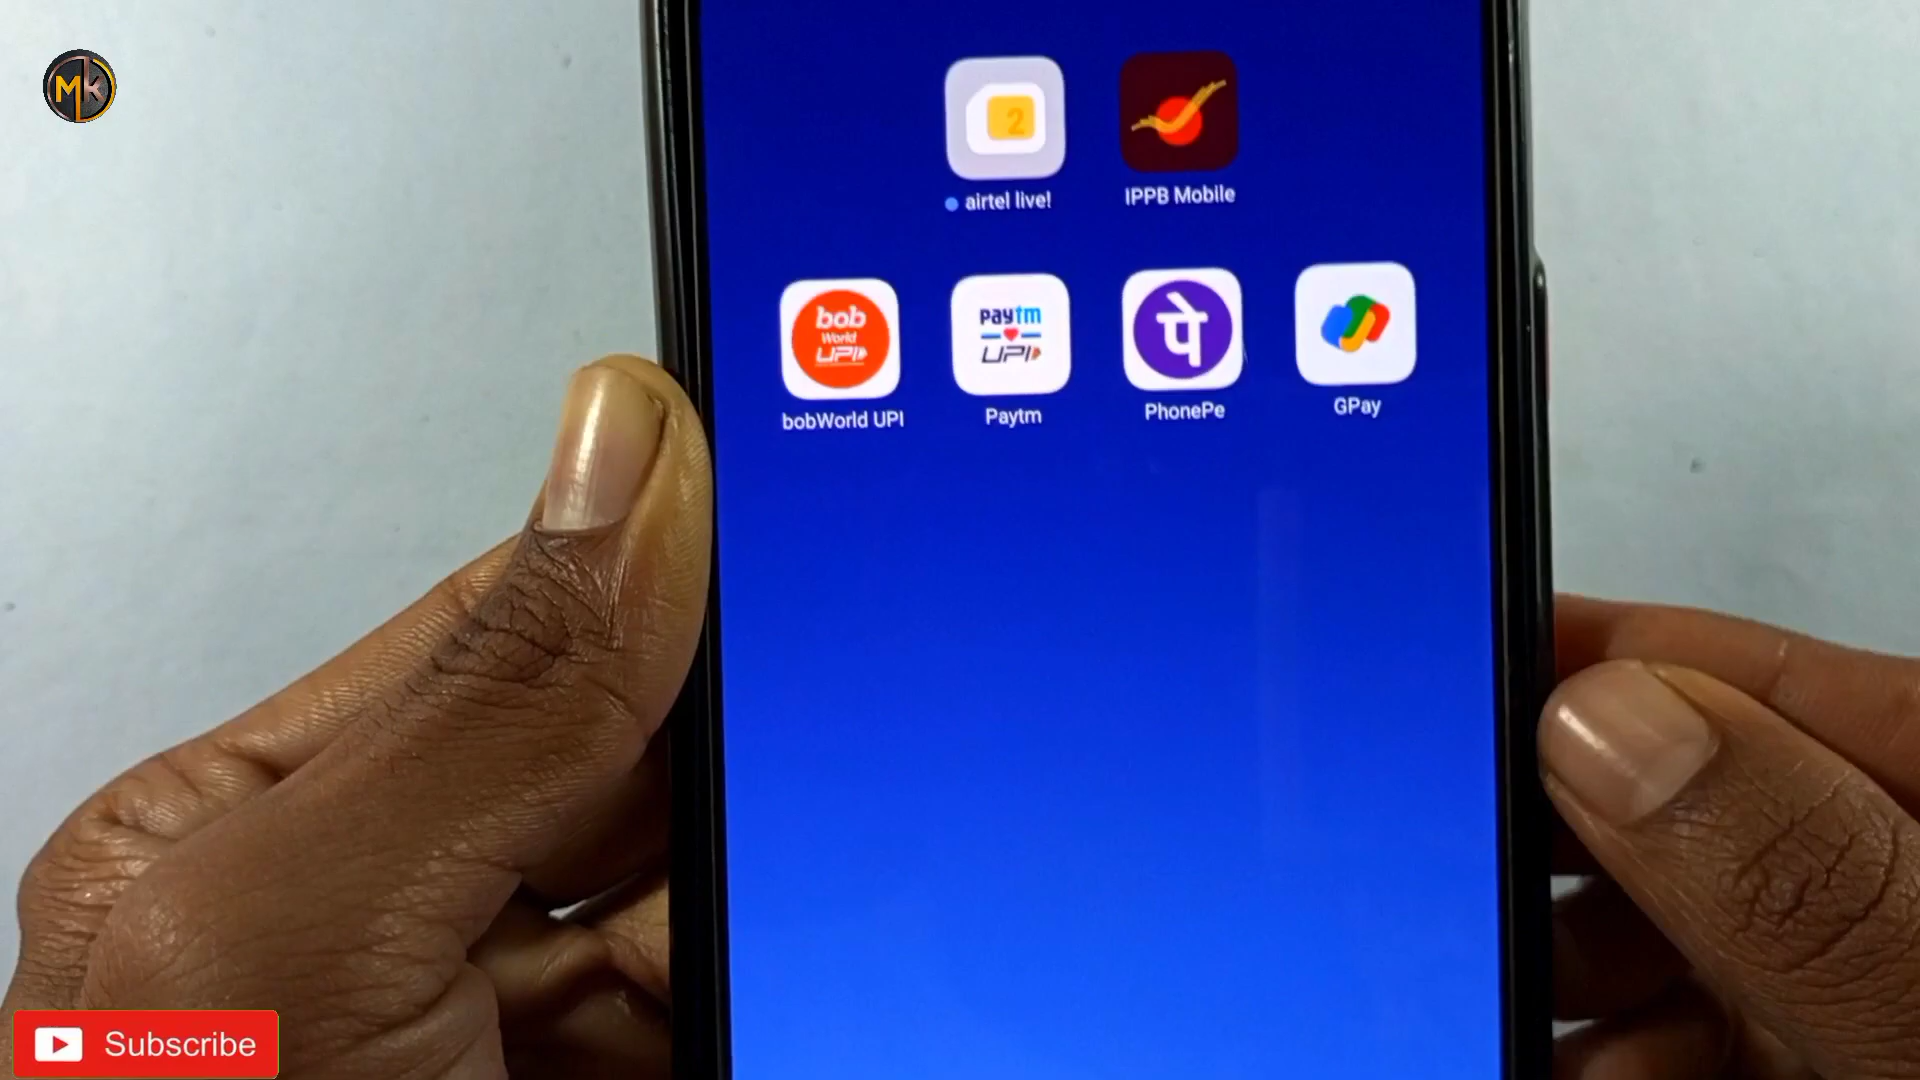 MK
2
airtel live!
IPPB Mobile
bob
World
UPI
paytm
UPI
पे
bobWorld UPI
Paytm
PhonePe
GPay
Subscribe